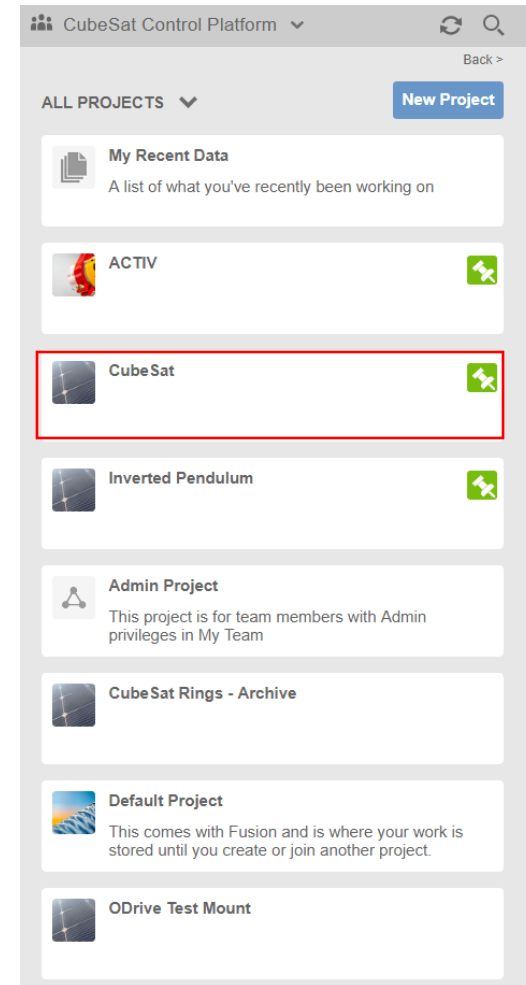 CubeSat Control Platform
Back >
ALL PROJECTS
New Project
My Recent Data
A list of what you've recently been working on
ACTIV
CubeSat
Inverted Pendulum
Admin Project
This project is for team members with Admin
privileges in My Team
CubeSat Rings - Archive
Default Project
This comes with Fusion and is where your work is
stored until you create or join another project.
ODrive Test Mount